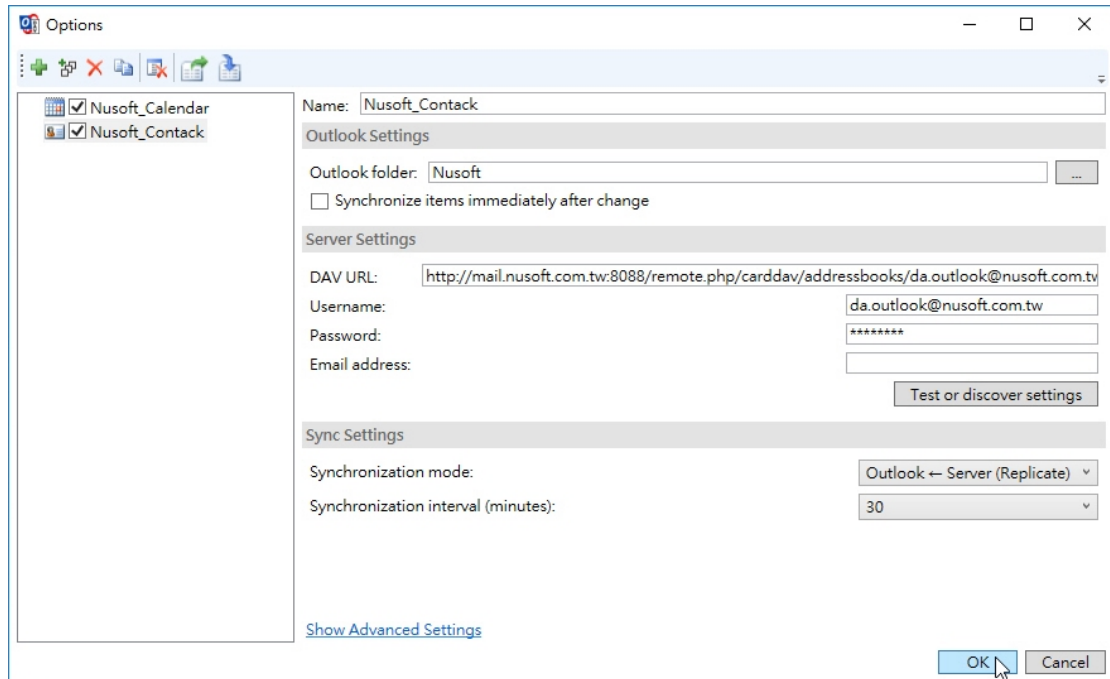 Options
Nusoft_Calendar
Nusoft_Contack
Name: Nusoft_Contack
Outlook Settings
Outlook folder: Nusoft ...
Synchronize items immediately after change
Server Settings
DAV URL: http://mail.nusoft.com.tw:8088/remote.php/carddav/addressbooks/da.outlook@nusoft.com.tw
Username: da.outlook@nusoft.com.tw
Password: ********
Email address:
Test or discover settings
Sync Settings
Synchronization mode: Outlook ← Server (Replicate)
Synchronization interval (minutes): 30
Show Advanced Settings
OK Cancel